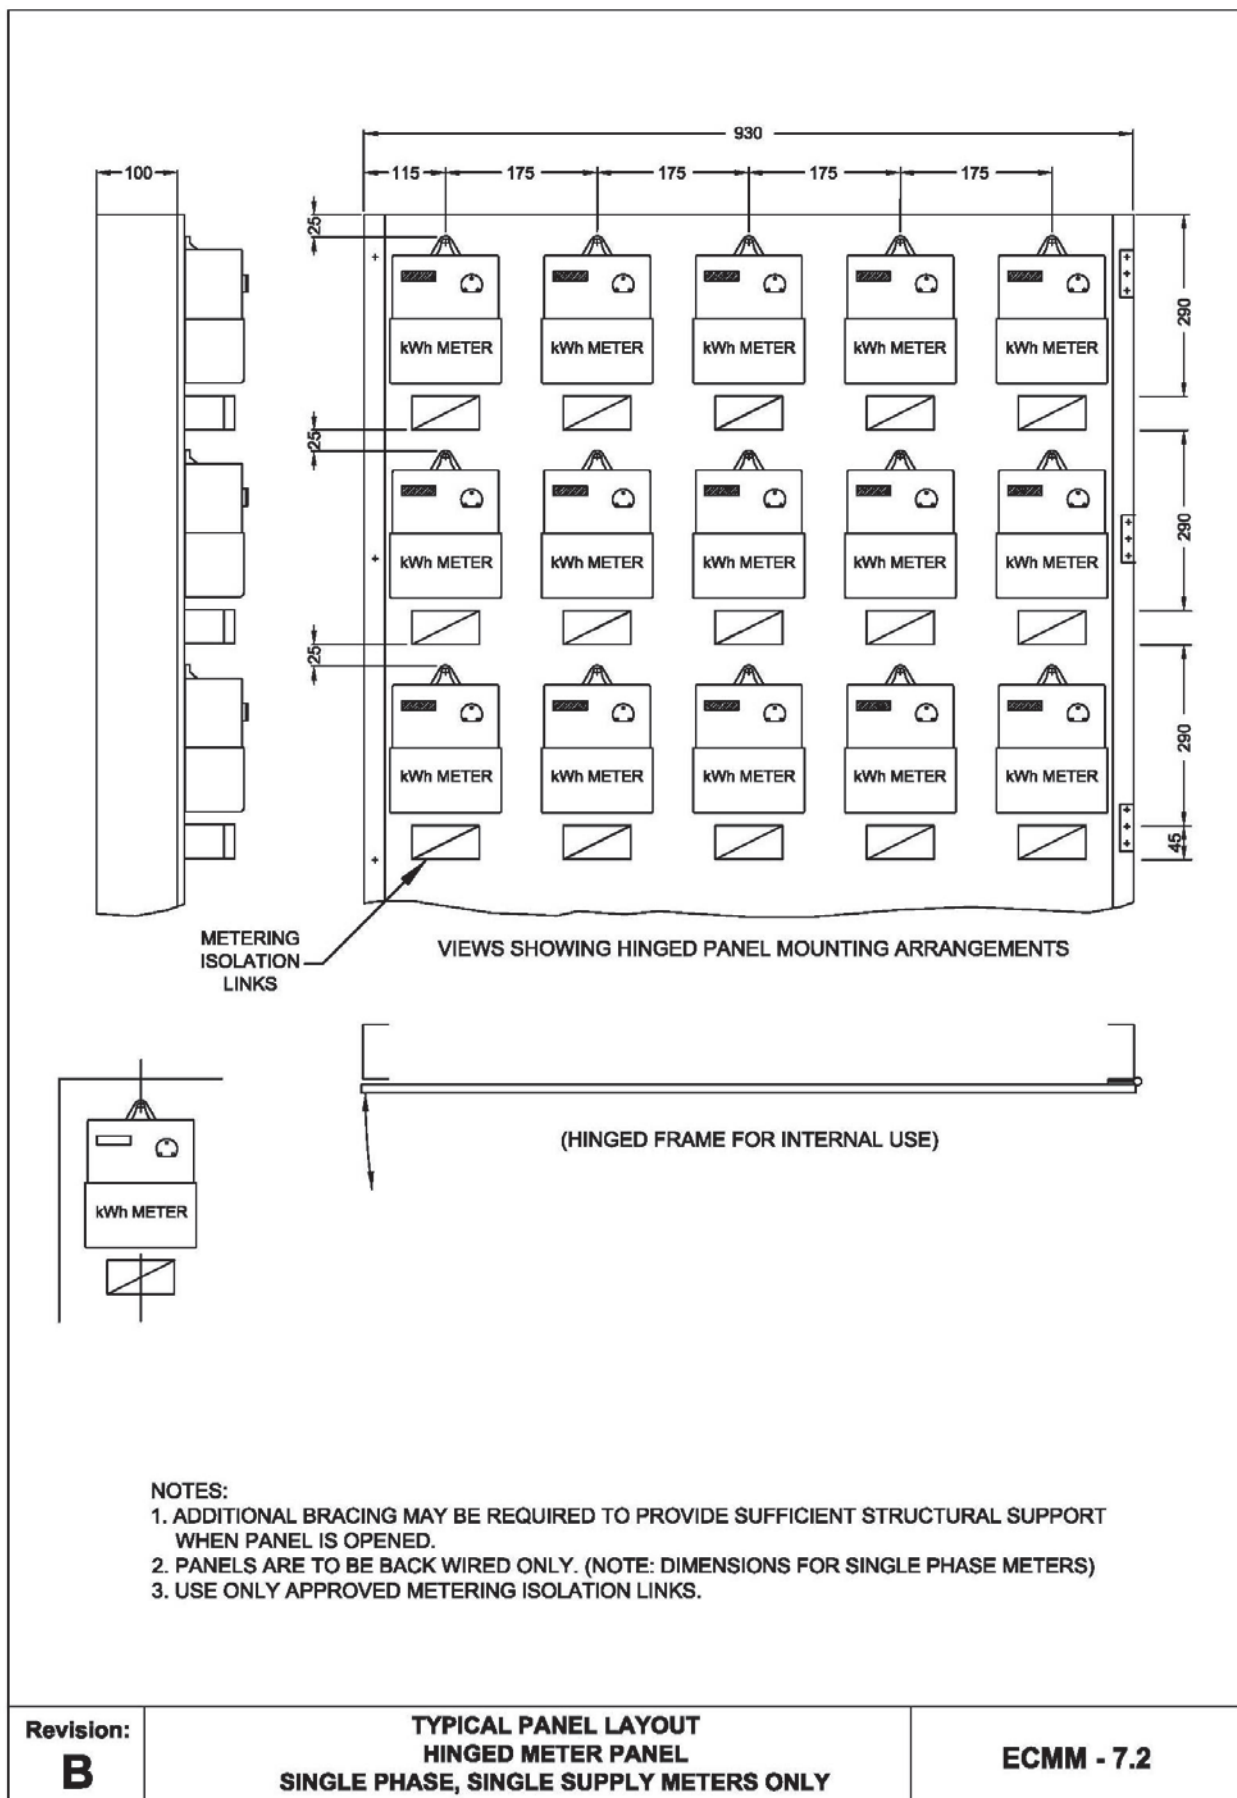 930
100
115
175
175
175
175
25
290
kWh METER
kWh METER
kWh METER
kWh METER
kWh METER
25
290
kWh METER
kWh METER
kWh METER
kWh METER
kWh METER
25
290
kWh METER
kWh METER
kWh METER
kWh METER
kWh METER
45
METERING
ISOLATION
LINKS
VIEWS SHOWING HINGED PANEL MOUNTING ARRANGEMENTS
(HINGED FRAME FOR INTERNAL USE)
kWh METER
NOTES:
1. ADDITIONAL BRACING MAY BE REQUIRED TO PROVIDE SUFFICIENT STRUCTURAL SUPPORT
WHEN PANEL IS OPENED.
2. PANELS ARE TO BE BACK WIRED ONLY. (NOTE: DIMENSIONS FOR SINGLE PHASE METERS)
3. USE ONLY APPROVED METERING ISOLATION LINKS.
Revision:
B
TYPICAL PANEL LAYOUT
HINGED METER PANEL
SINGLE PHASE, SINGLE SUPPLY METERS ONLY
ECMM - 7.2